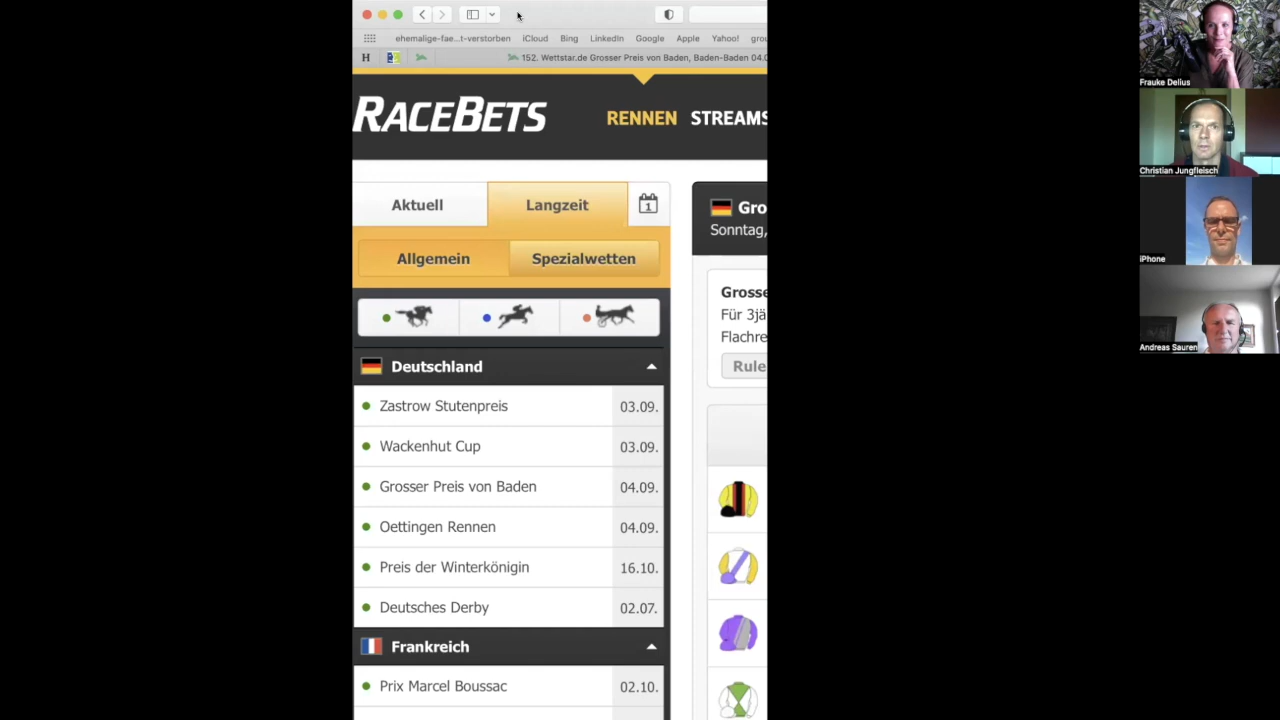 ehemalige-fae...t-verstorben iCloud Bing LinkedIn Google Apple Yahoo! grou
H 152. Wettstar.de Grosser Preis von Baden, Baden-Baden 04.0
RACEBETS
RENNEN STREAMS
Aktuell Langzeit 1
Allgemein Spezialwetten
Deutschland
Zastrow Stutenpreis 03.09.
Wackenhut Cup 03.09.
Grosser Preis von Baden 04.09.
Oettingen Rennen 04.09.
Preis der Winterkönigin 16.10.
Deutsches Derby 02.07.
Frankreich
Prix Marcel Boussac 02.10.
Gro
Sonntag,
Grosse
Für 3jä
Flachre
Rule
Frauke Delius
Christian Jungfleisch
iPhone
Andreas Sauren